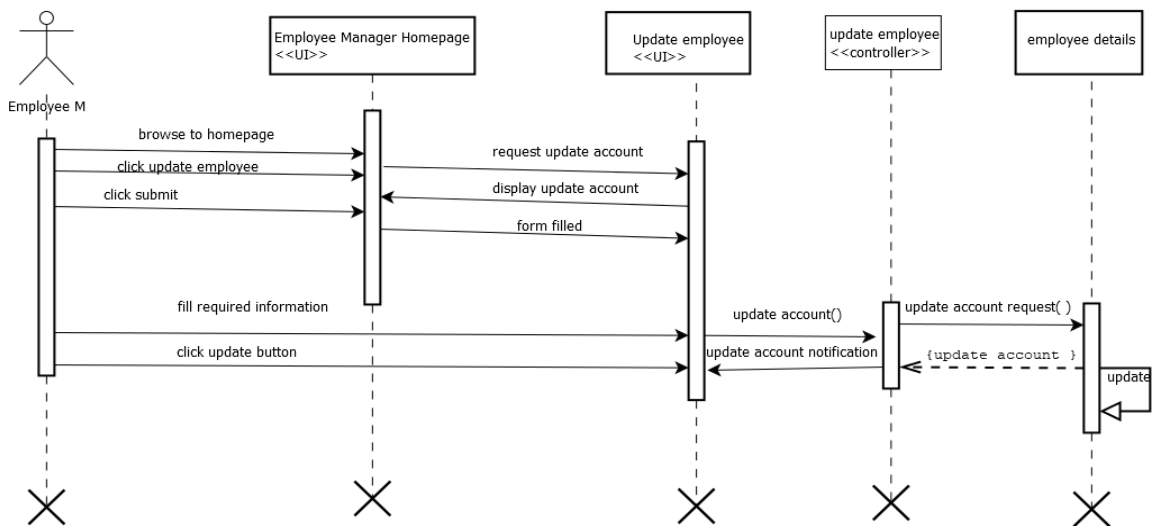 Employee Manager Homepage
<<UI>>
Update employee
<<UI>>
update employee
<<controller>>
employee details
Employee M
browse to homepage
request update account
click update employee
display update account
click submit
form filled
fill required information
update account()
update account request( )
click update button
update account notification
{update account }
update